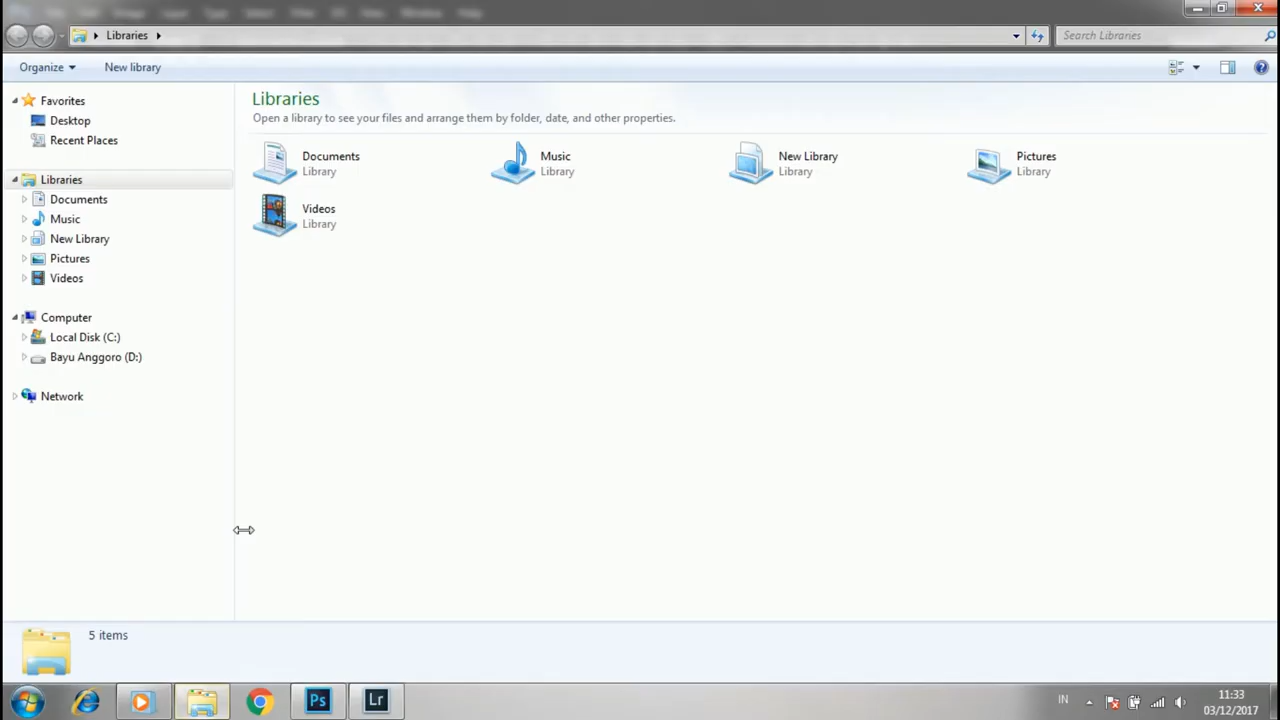 Libraries
Search Libraries
Organize
New library
Favorites
Desktop
Recent Places
Libraries
Documents
Music
New Library
Pictures
Videos
Computer
Local Disk (C:)
Bayu Anggoro (D:)
Network
Libraries
Open a library to see your files and arrange them by folder, date, and other properties.
Documents
Library
Music
Library
New Library
Library
Pictures
Library
Videos
Library
5 items
Ps
Lr
IN
11:33
03/12/2017